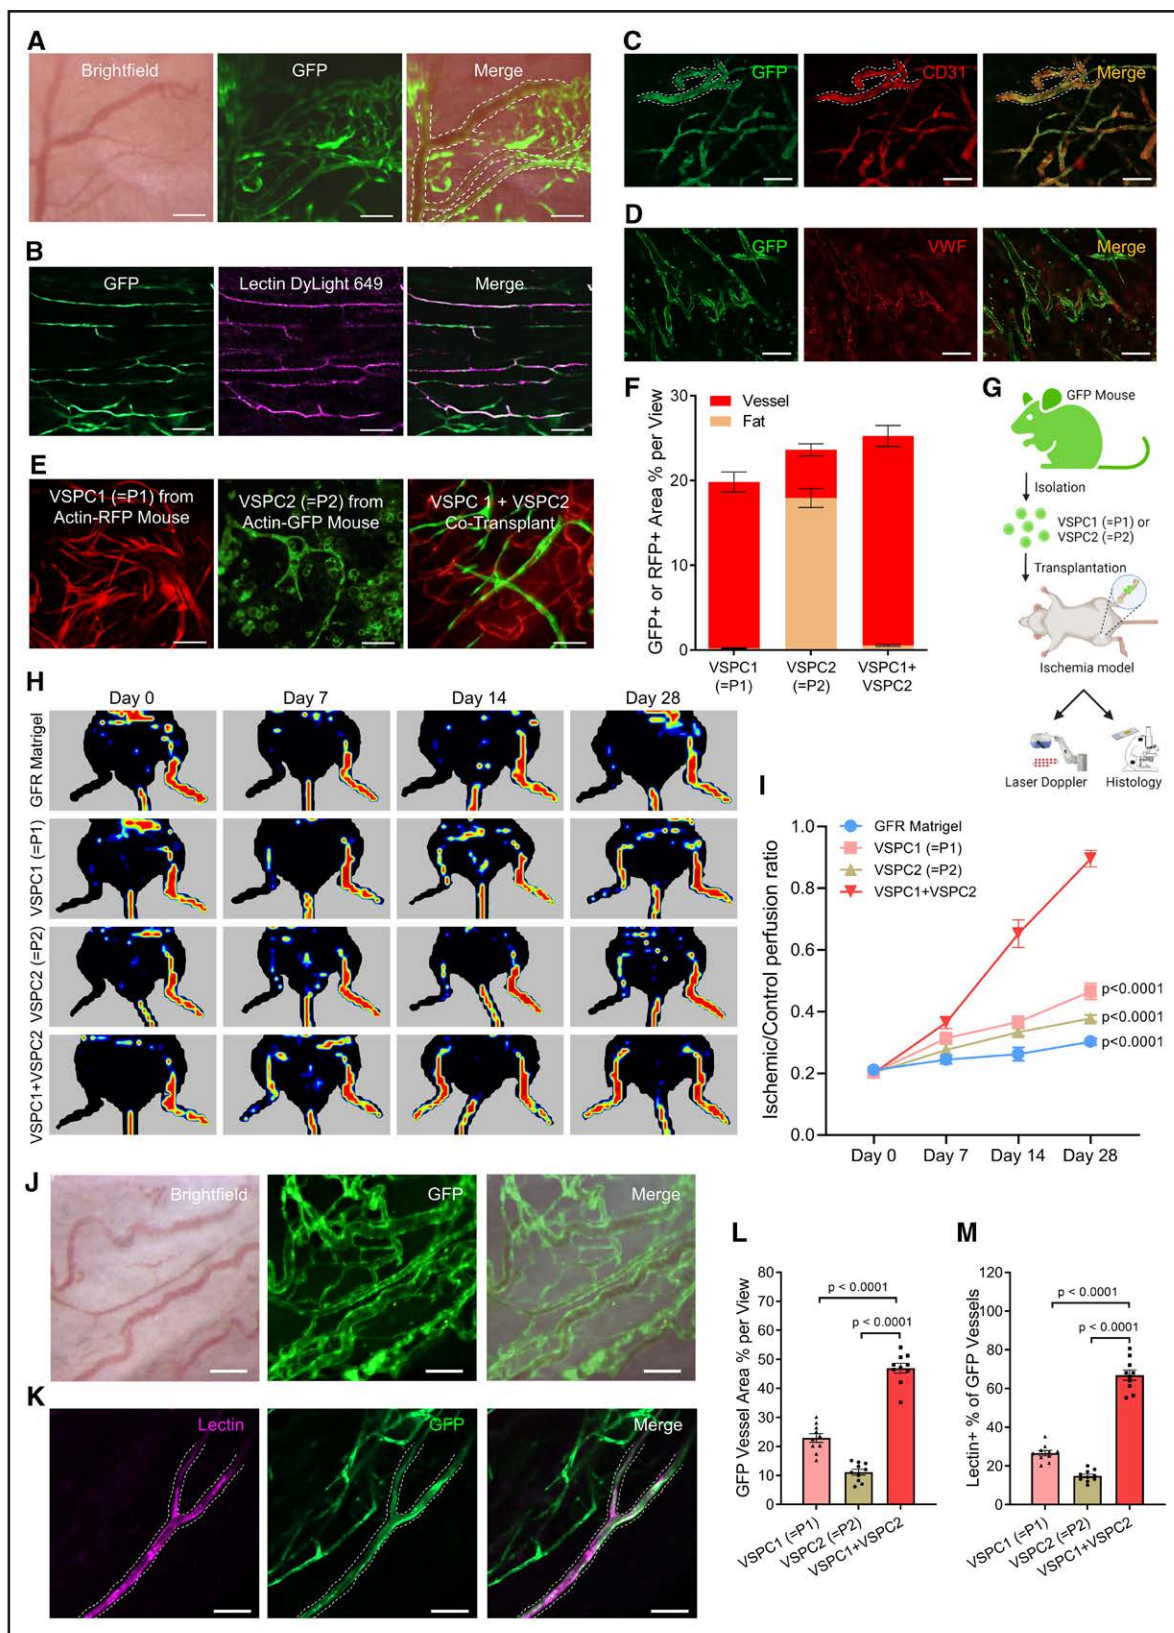 A
Brightfield
GFP
Merge
B
GFP
Lectin DyLight 649
Merge
C
GFP
CD31
Merge
D
GFP
VWF
Merge
E
VSPC1 (=P1) from
Actin-RFP Mouse
VSPC2 (=P2) from
Actin-GFP Mouse
VSPC 1 + VSPC2
Co-Transplant
F
GFP+ or RFP+ Area % per View
30
20
10
0
Vessel
Fat
VSPC1
(=P1)
VSPC2
(=P2)
VSPC1+
VSPC2
G
GFP Mouse
Isolation
VSPC1 (=P1) or
VSPC2 (=P2)
Transplantation
Ischemia model
Laser Doppler
Histology
H
Day 0
Day 7
Day 14
Day 28
GFR Matrigel
VSPC1 (=P1)
VSPC2 (=P2)
VSPC1+VSPC2
I
Ischemic/Control perfusion ratio
1.0
0.8
0.6
0.4
0.2
0.0
GFR Matrigel
VSPC1 (=P1)
VSPC2 (=P2)
VSPC1+VSPC2
p<0.0001
p<0.0001
p<0.0001
Day 0
Day 7
Day 14
Day 28
J
Brightfield
GFP
Merge
K
Lectin
GFP
Merge
L
GFP Vessel Area % per View
80
70
60
50
40
30
20
10
0
p < 0.0001
p < 0.0001
VSPC1 (=P1)
VSPC2 (=P2)
VSPC1+VSPC2
M
Lectin+ % of GFP Vessels
120
100
80
60
40
20
0
p < 0.0001
p < 0.0001
VSPC1 (=P1)
VSPC2 (=P2)
VSPC1+VSPC2